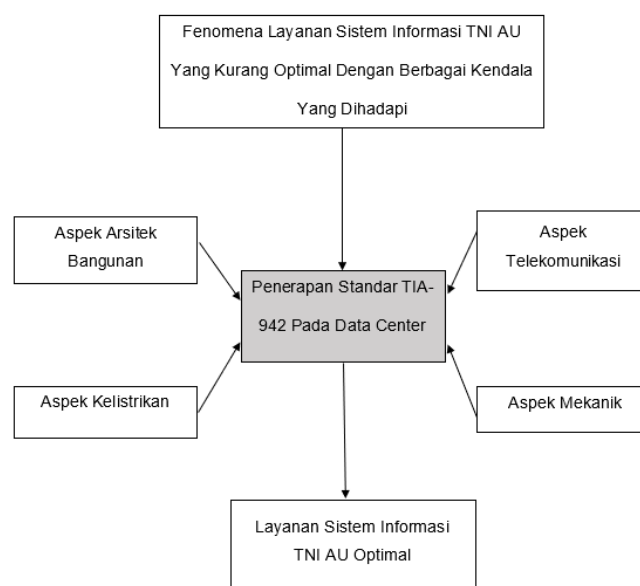 Fenomena Layanan Sistem Informasi TNI AU
Yang Kurang Optimal Dengan Berbagai Kendala
Yang Dihadapi
Aspek Arsitek
Bangunan
Aspek
Telekomunikasi
Penerapan Standar TIA-
942 Pada Data Center
Aspek Kelistrikan
Aspek Mekanik
Layanan Sistem Informasi
TNI AU Optimal